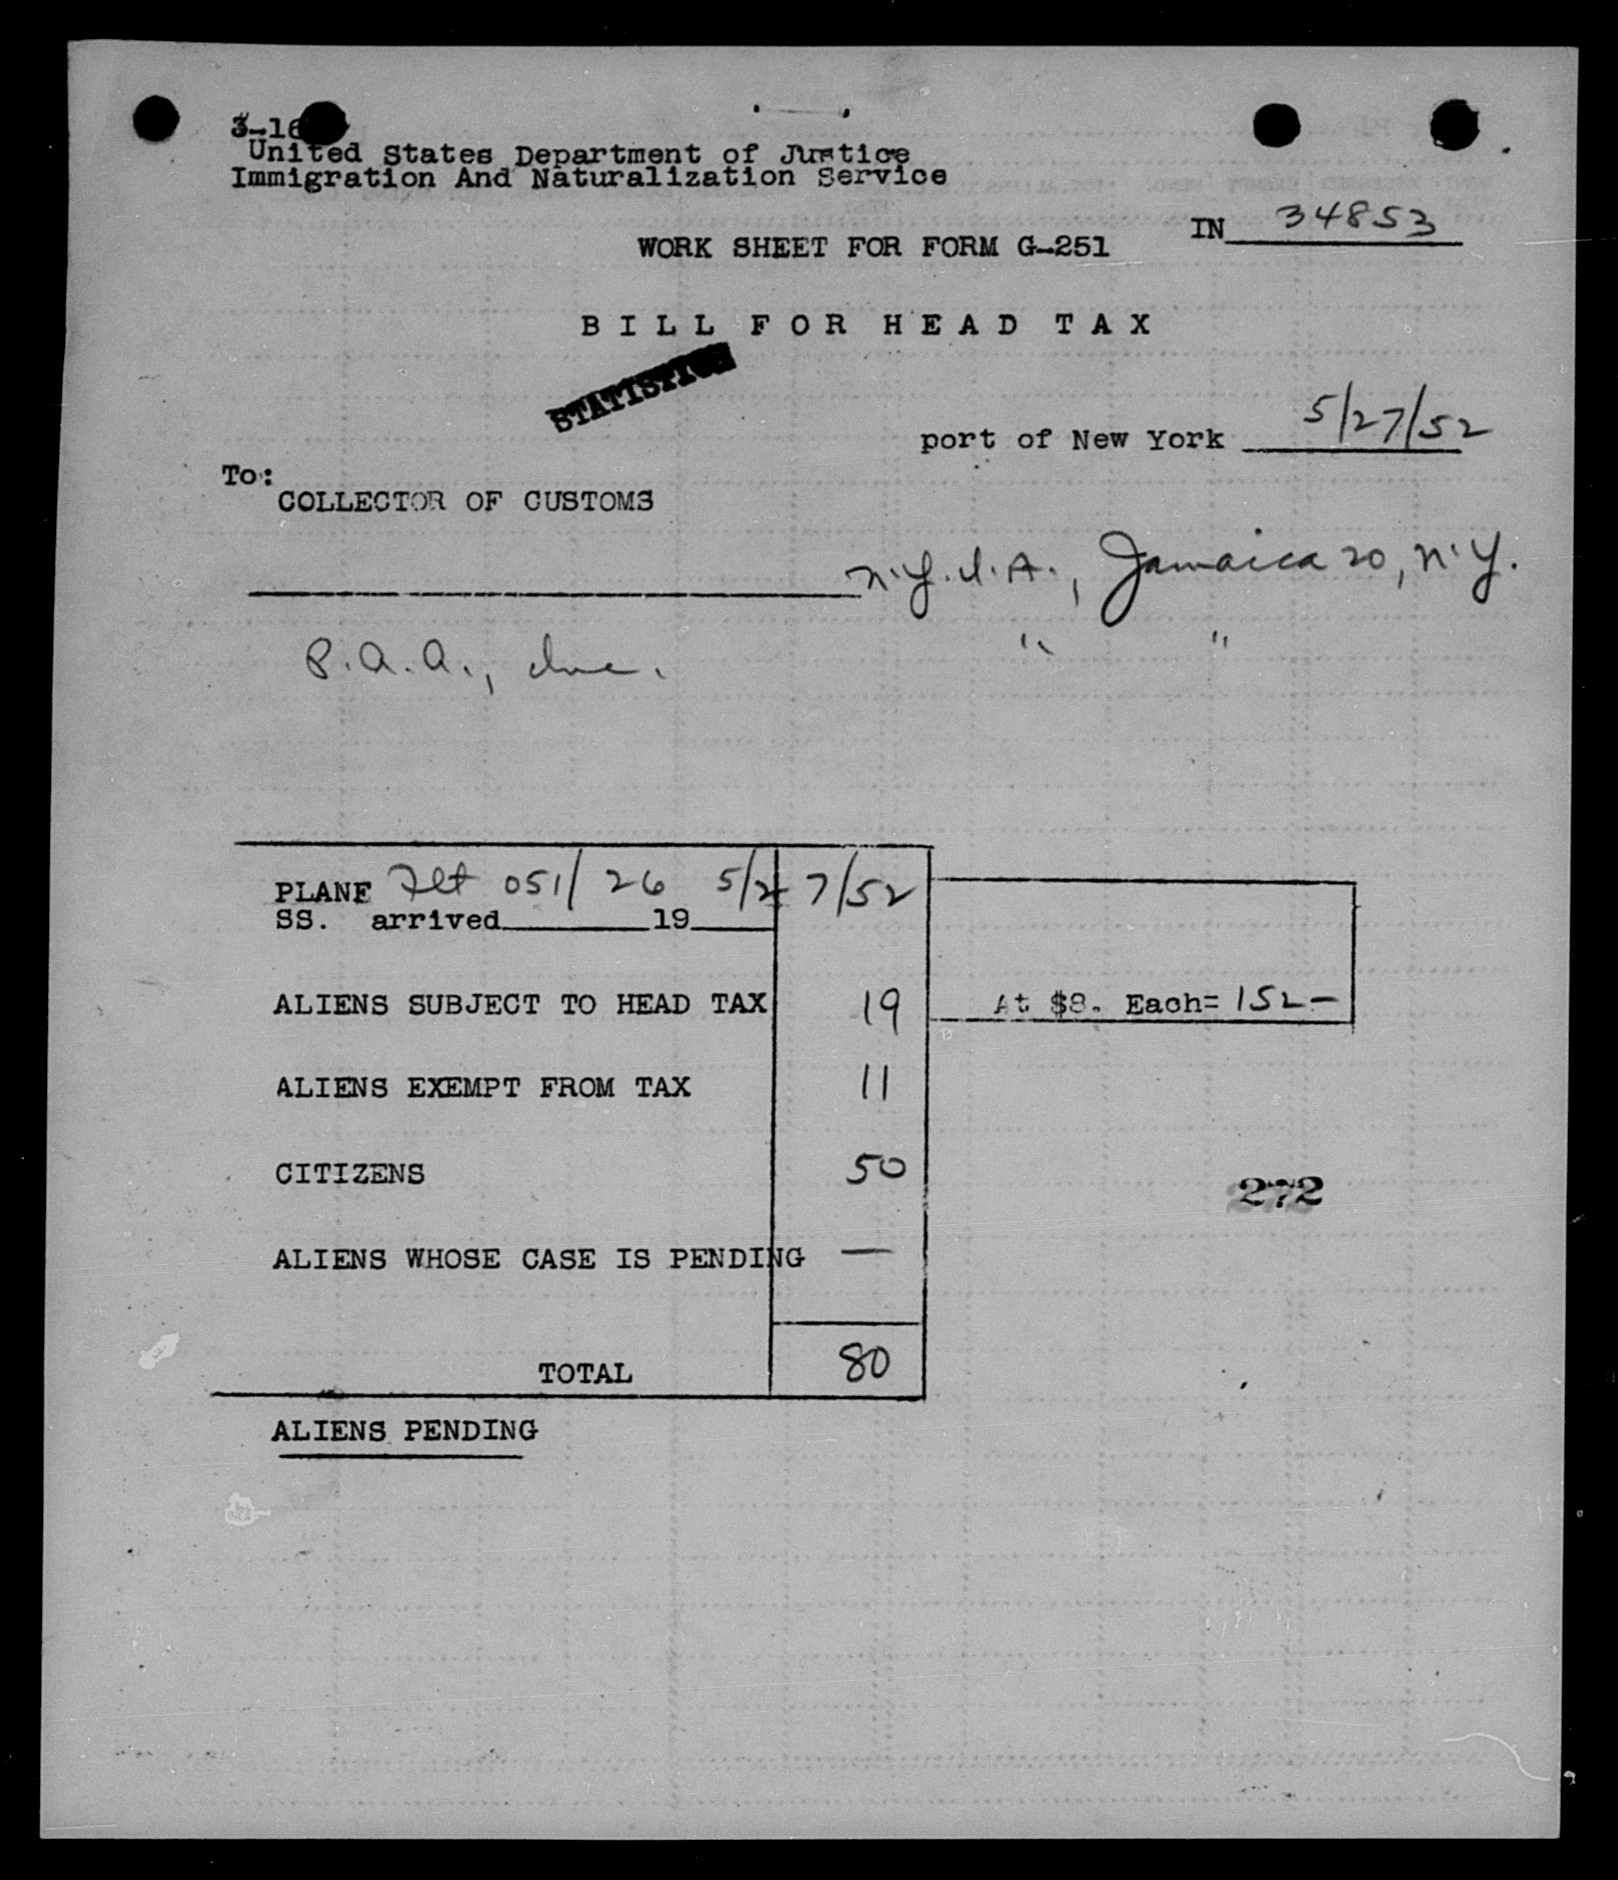 3-16
United States Department of Justice
Immigration And Naturalization Service
IN 34853
WORK SHEET FOR FORM G-251
BILL FOR HEAD TAX
STATISTICS
port of New York 5/27/52
To:
COLLECTOR OF CUSTOMS
N.Y.I.A., Jamaica 20, N.Y.
P.A.A., Inc. " "
PLANE Flt 051/26 5/27/52
SS. arrived 19
ALIENS SUBJECT TO HEAD TAX 19 At $8. Each= 152-
ALIENS EXEMPT FROM TAX 11
CITIZENS 50
272
ALIENS WHOSE CASE IS PENDING —
TOTAL 80
ALIENS PENDING